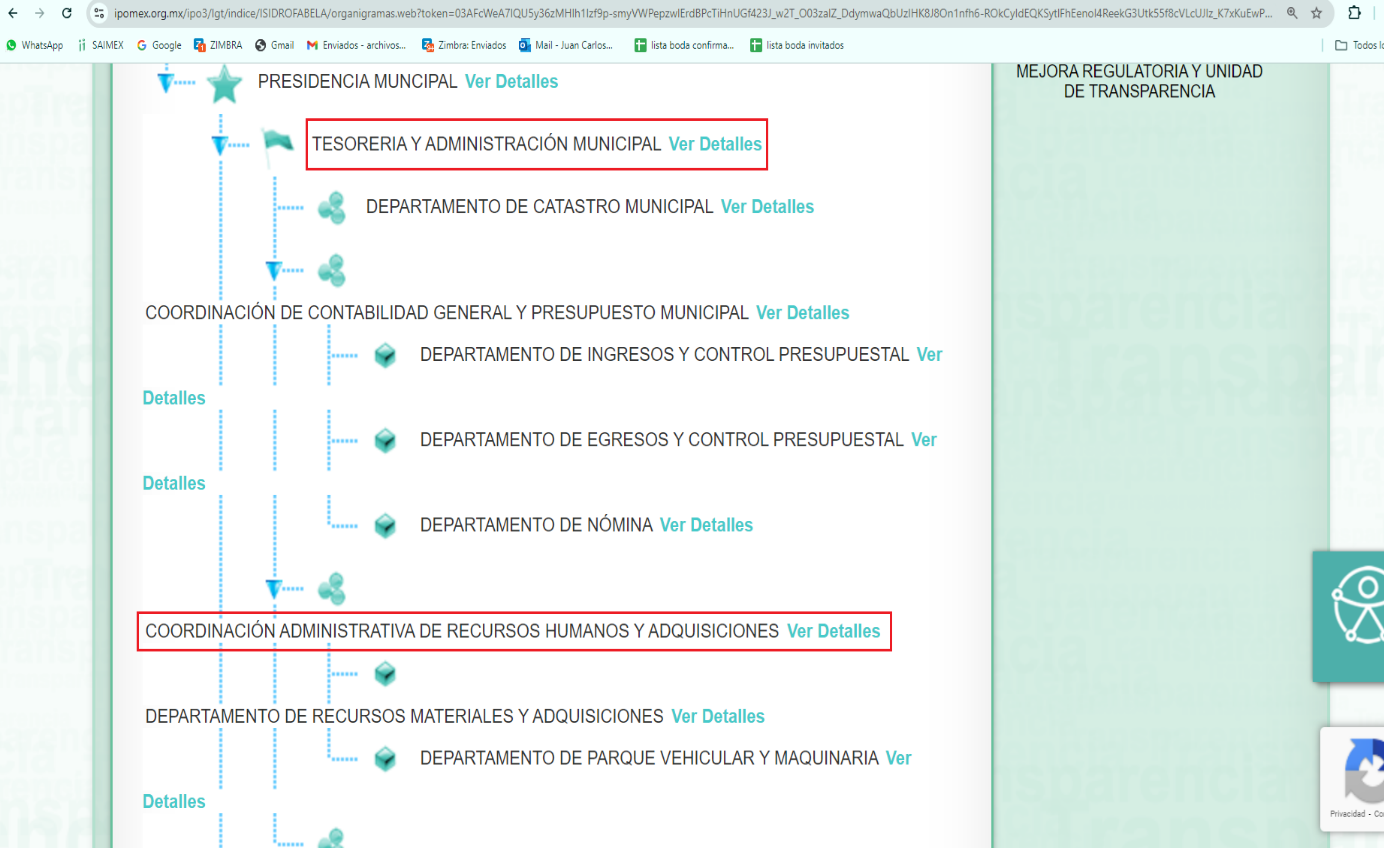 ipomex.org.mx/ipo3/lgt/indice/ISIDROFABELA/organigramas.web?token=03AFcWeA7IQU5y36zMHIh1Izf9p-smyVWPepzwIErdBPcTiHnUGf423J_w2T_O03zaIZ_DdymwaQbUzIHK8J8On1nfh6-ROkCyIdEQKSytIFhEenoI4ReekG3Utk55f8cVLcUJIz_K7xKuEwP...
WhatsApp SAIMEX Google ZIMBRA Gmail Enviados - archivos... Zimbra: Enviados Mail - Juan Carlos... lista boda confirma... lista boda invitados Todos lo
PRESIDENCIA MUNCIPAL Ver Detalles
MEJORA REGULATORIA Y UNIDAD
DE TRANSPARENCIA
TESORERIA Y ADMINISTRACIÓN MUNICIPAL Ver Detalles
DEPARTAMENTO DE CATASTRO MUNICIPAL Ver Detalles
COORDINACIÓN DE CONTABILIDAD GENERAL Y PRESUPUESTO MUNICIPAL Ver Detalles
DEPARTAMENTO DE INGRESOS Y CONTROL PRESUPUESTAL Ver
Detalles
DEPARTAMENTO DE EGRESOS Y CONTROL PRESUPUESTAL Ver
Detalles
DEPARTAMENTO DE NÓMINA Ver Detalles
COORDINACIÓN ADMINISTRATIVA DE RECURSOS HUMANOS Y ADQUISICIONES Ver Detalles
DEPARTAMENTO DE RECURSOS MATERIALES Y ADQUISICIONES Ver Detalles
DEPARTAMENTO DE PARQUE VEHICULAR Y MAQUINARIA Ver
Detalles
Privacidad - Co